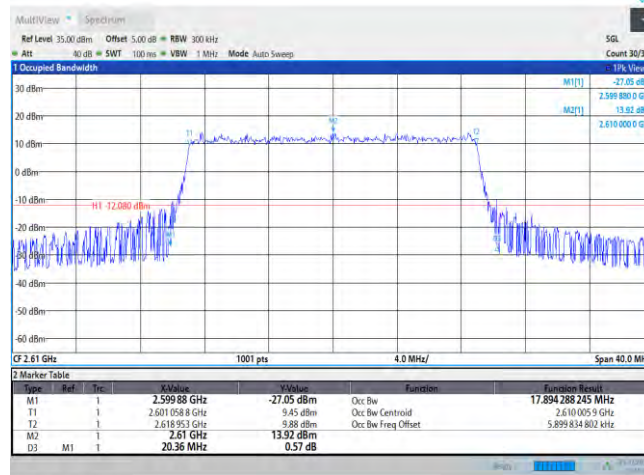 MultiView Spectrum
Ref Level 35.00 dBm Offset 5.00 dB RBW 300 kHz SGL
Att 40 dB SWT 100 ms VBW 1 MHz Mode Auto Sweep Count 30/3
1 Occupied Bandwidth 1Pk View
M1[1] -27.05 dB
2.599 880 0 G
M2[1] 13.92 dB
2.610 000 0 G
30 dBm
20 dBm
T1 M2 T2
10 dBm
0 dBm
-10 dBm
H1 -12.080 dBm
-20 dBm
-30 dBm
-40 dBm
-50 dBm
-60 dBm
CF 2.61 GHz 1001 pts 4.0 MHz/ Span 40.0 MH
2 Marker Table
Type Ref Trc X-Value Y-Value Function Function Result
M1 1 2.599 88 GHz -27.05 dBm Occ Bw 17.894 288 245 MHz
T1 1 2.601 058 8 GHz 9.45 dBm Occ Bw Centroid 2.610 005 9 GHz
T2 1 2.618 953 GHz 9.88 dBm Occ Bw Freq Offset 5.899 834 802 kHz
M2 1 2.61 GHz 13.92 dBm
D3 M1 1 20.36 MHz 0.57 dB